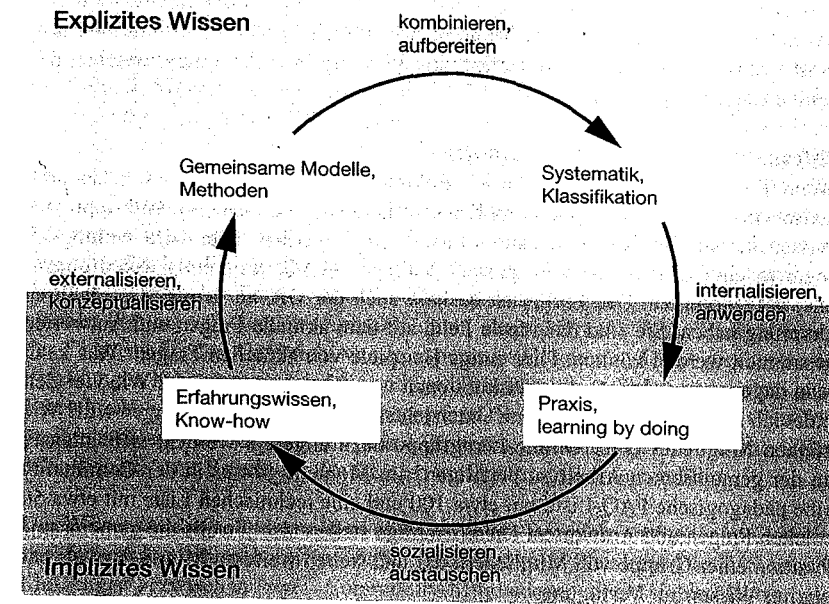 Explizites Wissen
kombinieren,
aufbereiten
Gemeinsame Modelle,
Methoden
Systematik,
Klassifikation
externalisieren,
konzeptualisieren
internalisieren,
anwenden
Erfahrungswissen,
Know-how
Praxis,
learning by doing
sozialisieren,
austauschen
Implizites Wissen